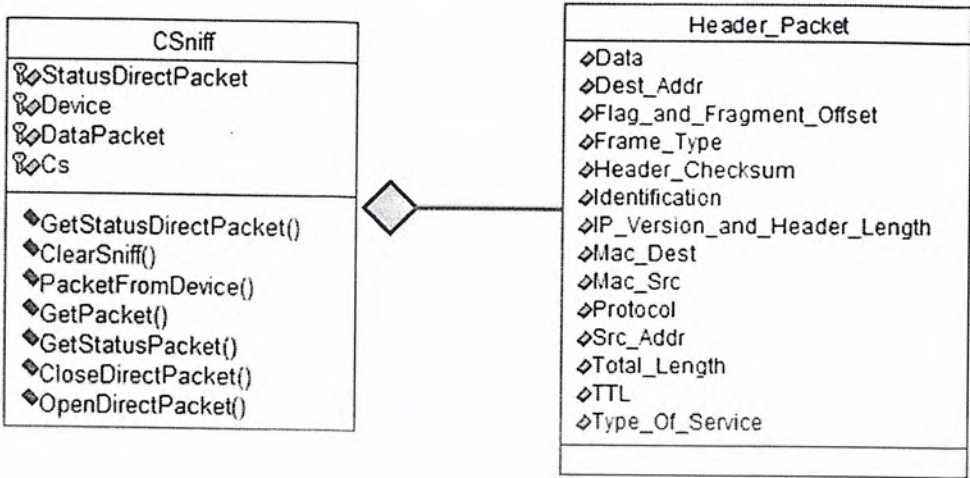 CSniff
StatusDirectPacket
Device
DataPacket
Cs
GetStatusDirectPacket()
ClearSniff()
PacketFromDevice()
GetPacket()
GetStatusPacket()
CloseDirectPacket()
OpenDirectPacket()
Header_Packet
Data
Dest_Addr
Flag_and_Fragment_Offset
Frame_Type
Header_Checksum
Identification
IP_Version_and_Header_Length
Mac_Dest
Mac_Src
Protocol
Src_Addr
Total_Length
TTL
Type_Of_Service